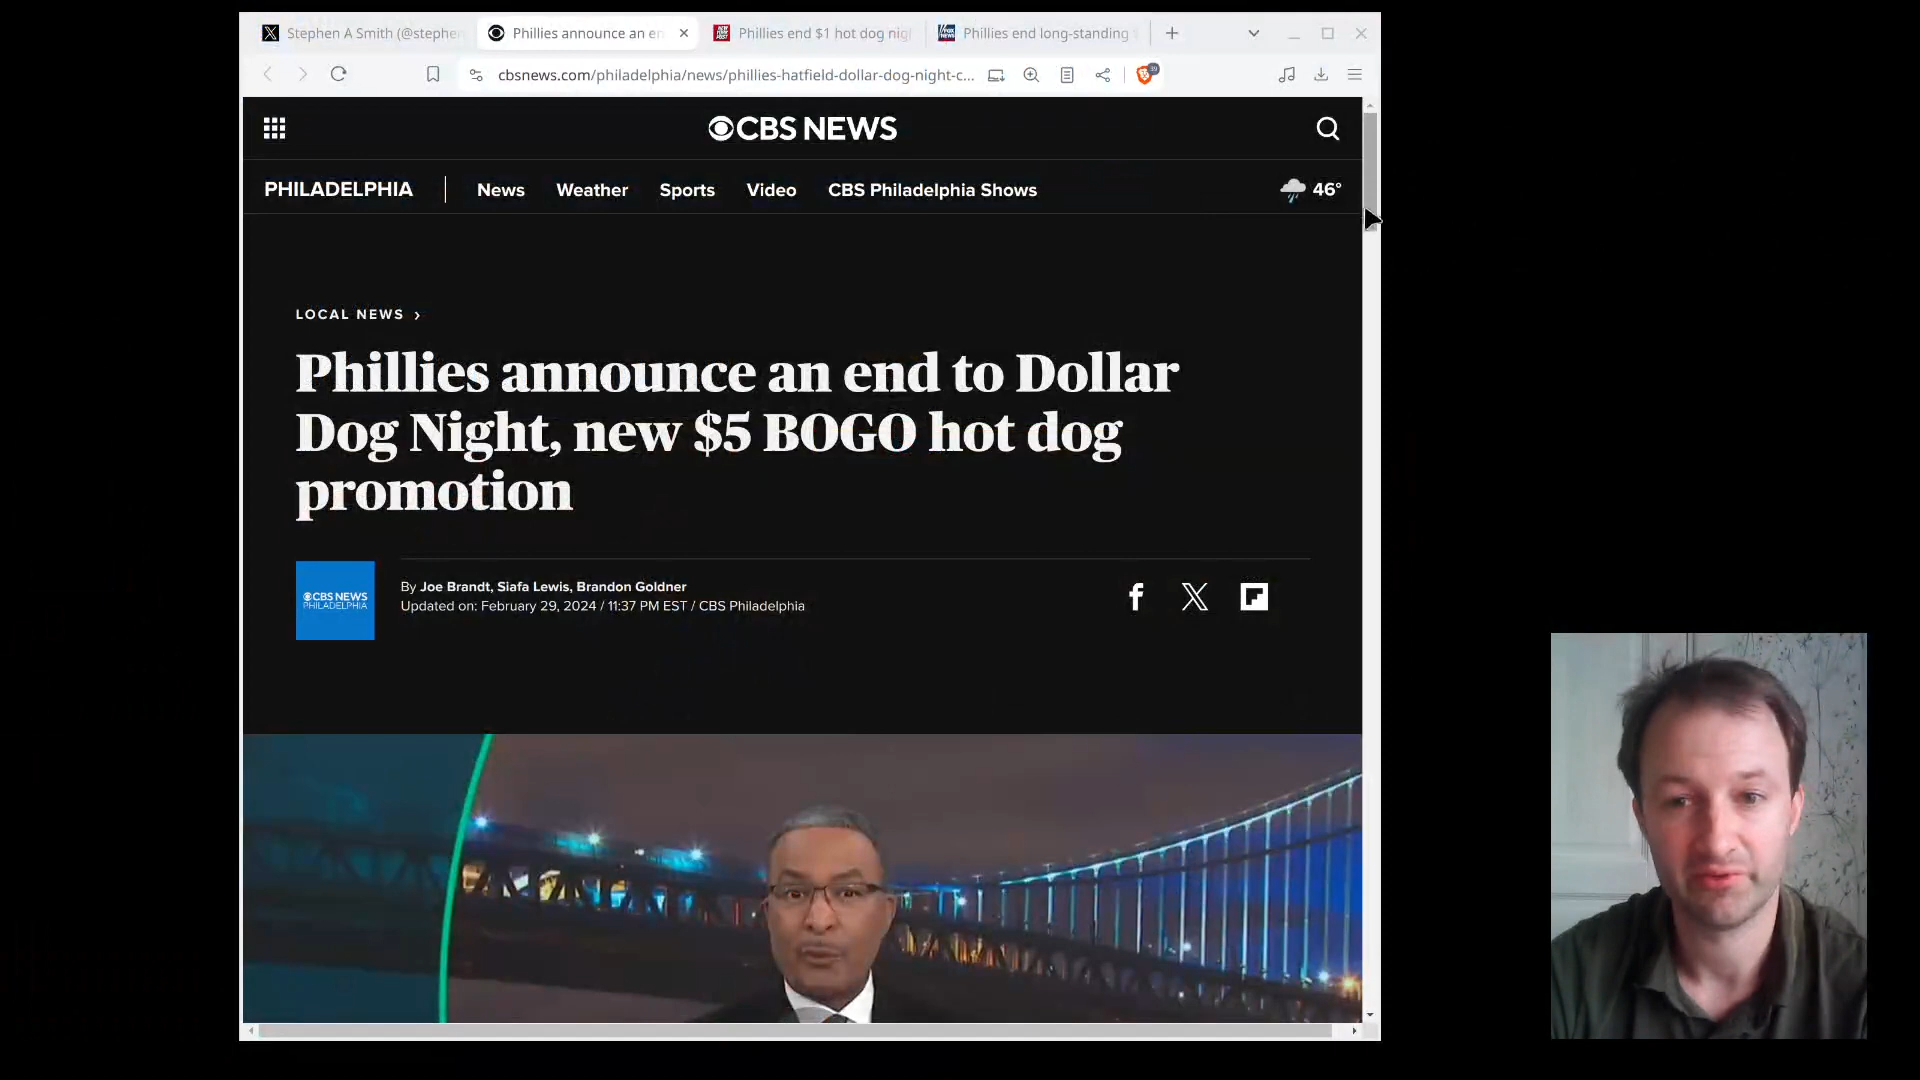 Stephen A Smith (@stephen
Phillies announce an en
Phillies end $1 hot dog nig
Phillies end long-standing
cbsnews.com/philadelphia/news/phillies-hatfield-dollar-dog-night-c...
39
CBS NEWS
PHILADELPHIA
News
Weather
Sports
Video
CBS Philadelphia Shows
46°
LOCAL NEWS
Phillies announce an end to Dollar
Dog Night, new $5 BOGO hot dog
promotion
CBS NEWS
PHILADELPHIA
By Joe Brandt, Siafa Lewis, Brandon Goldner
Updated on: February 29, 2024 / 11:37 PM EST / CBS Philadelphia